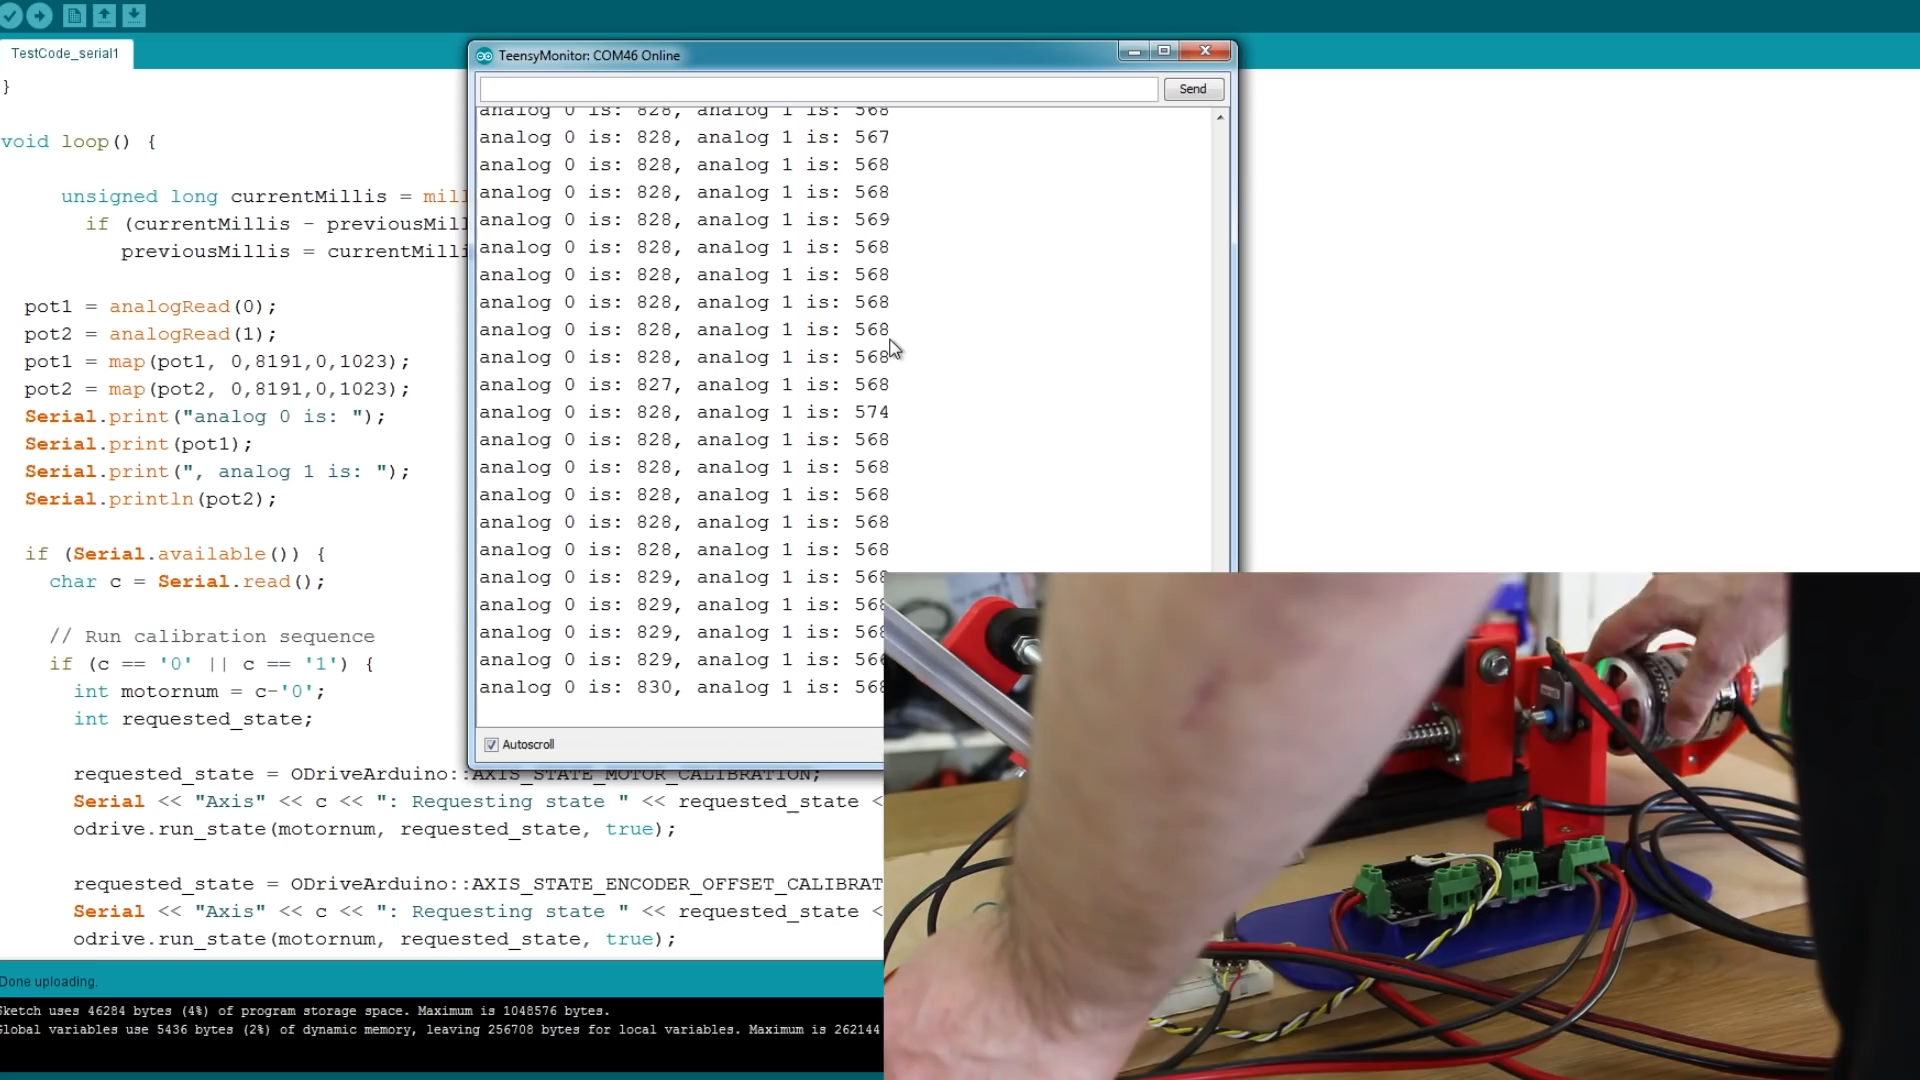 TestCode_serial1
}
void loop() {
unsigned long currentMillis = mill
if (currentMillis - previousMill
previousMillis = currentMilli
pot1 = analogRead(0);
pot2 = analogRead(1);
pot1 = map(pot1, 0,8191,0,1023);
pot2 = map(pot2, 0,8191,0,1023);
Serial.print("analog 0 is: ");
Serial.print(pot1);
Serial.print(", analog 1 is: ");
Serial.println(pot2);
if (Serial.available()) {
char c = Serial.read();
// Run calibration sequence
if (c == '0' || c == '1') {
int motornum = c-'0';
int requested_state;
requested_state = ODriveArduino::AXIS_STATE_MOTOR_CALIBRATION;
Serial << "Axis" << c << ": Requesting state " << requested_state <
odrive.run_state(motornum, requested_state, true);
requested_state = ODriveArduino::AXIS_STATE_ENCODER_OFFSET_CALIBRAT
Serial << "Axis" << c << ": Requesting state " << requested_state <
odrive.run_state(motornum, requested_state, true);
TeensyMonitor: COM46 Online
Send
analog 0 is: 828, analog 1 is: 568
analog 0 is: 828, analog 1 is: 567
analog 0 is: 828, analog 1 is: 568
analog 0 is: 828, analog 1 is: 568
analog 0 is: 828, analog 1 is: 569
analog 0 is: 828, analog 1 is: 568
analog 0 is: 828, analog 1 is: 568
analog 0 is: 828, analog 1 is: 568
analog 0 is: 828, analog 1 is: 568
analog 0 is: 828, analog 1 is: 568
analog 0 is: 827, analog 1 is: 568
analog 0 is: 828, analog 1 is: 574
analog 0 is: 828, analog 1 is: 568
analog 0 is: 828, analog 1 is: 568
analog 0 is: 828, analog 1 is: 568
analog 0 is: 828, analog 1 is: 568
analog 0 is: 828, analog 1 is: 568
analog 0 is: 829, analog 1 is: 568
analog 0 is: 829, analog 1 is: 568
analog 0 is: 829, analog 1 is: 568
analog 0 is: 829, analog 1 is: 566
analog 0 is: 830, analog 1 is: 568
Autoscroll
Done uploading.
Sketch uses 46284 bytes (4%) of program storage space. Maximum is 1048576 bytes.
Global variables use 5436 bytes (2%) of dynamic memory, leaving 256708 bytes for local variables. Maximum is 262144